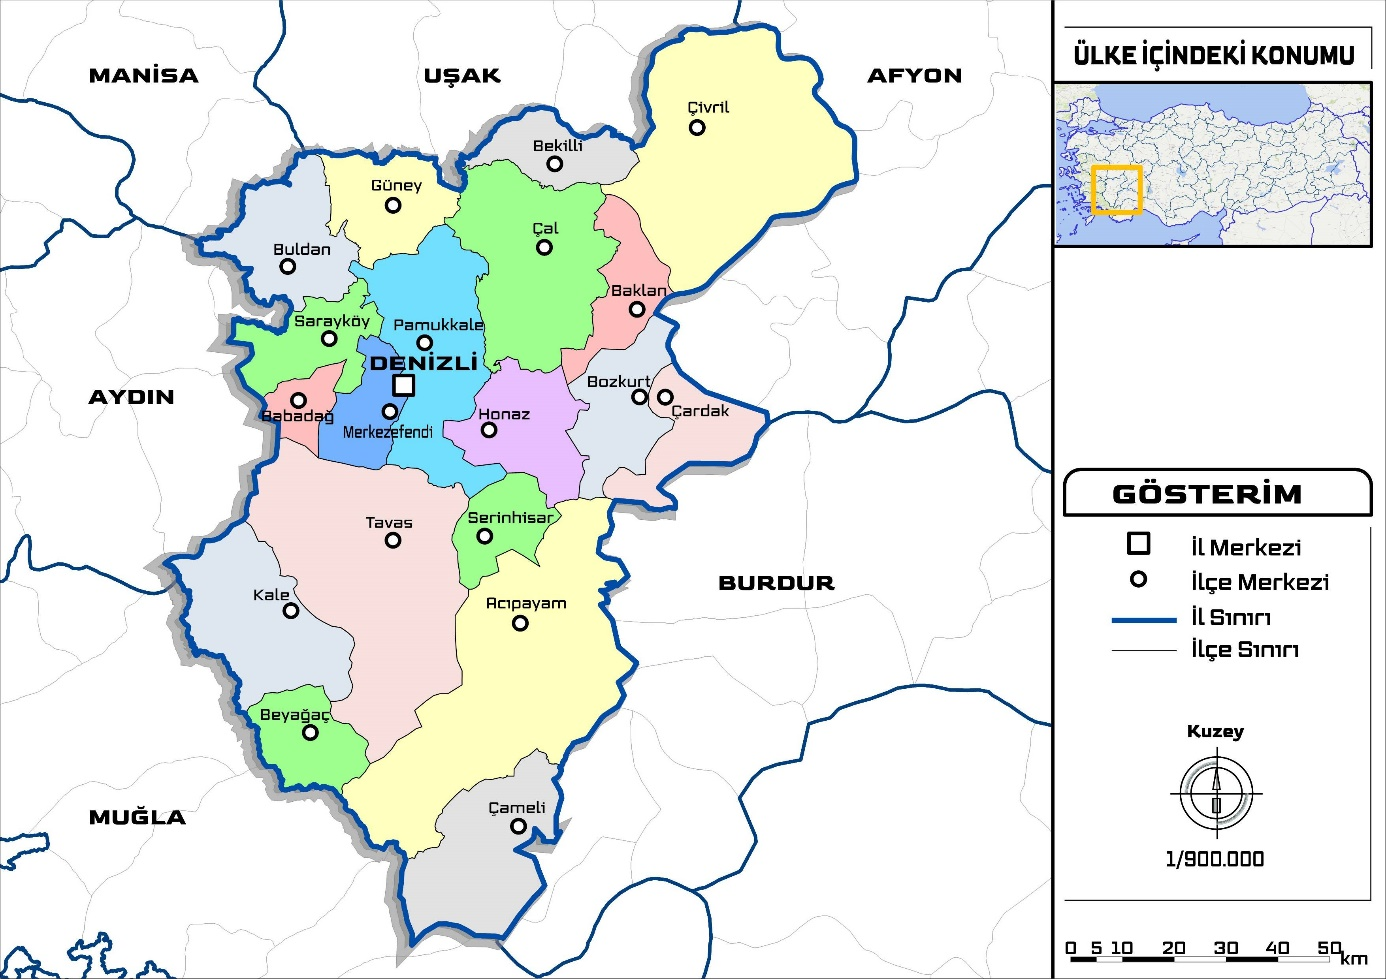 MANİSA
UŞAK
AFYON
Çivril
Bekilli
Güney
Çal
Buldan
Baklan
Sarayköy
Pamukkale
DENİZLİ
Bozkurt
AYDIN
Babadağ
Honaz
Çardak
Merkezefendi
Tavas
Serinhisar
BURDUR
Kale
Acıpayam
Beyağaç
MUĞLA
Çameli
ÜLKE İÇİNDEKİ KONUMU
GÖSTERİM
İl Merkezi
İlçe Merkezi
İl Sınırı
İlçe Sınırı
Kuzey
1/900.000
0 5 10 20 30 40 50 km